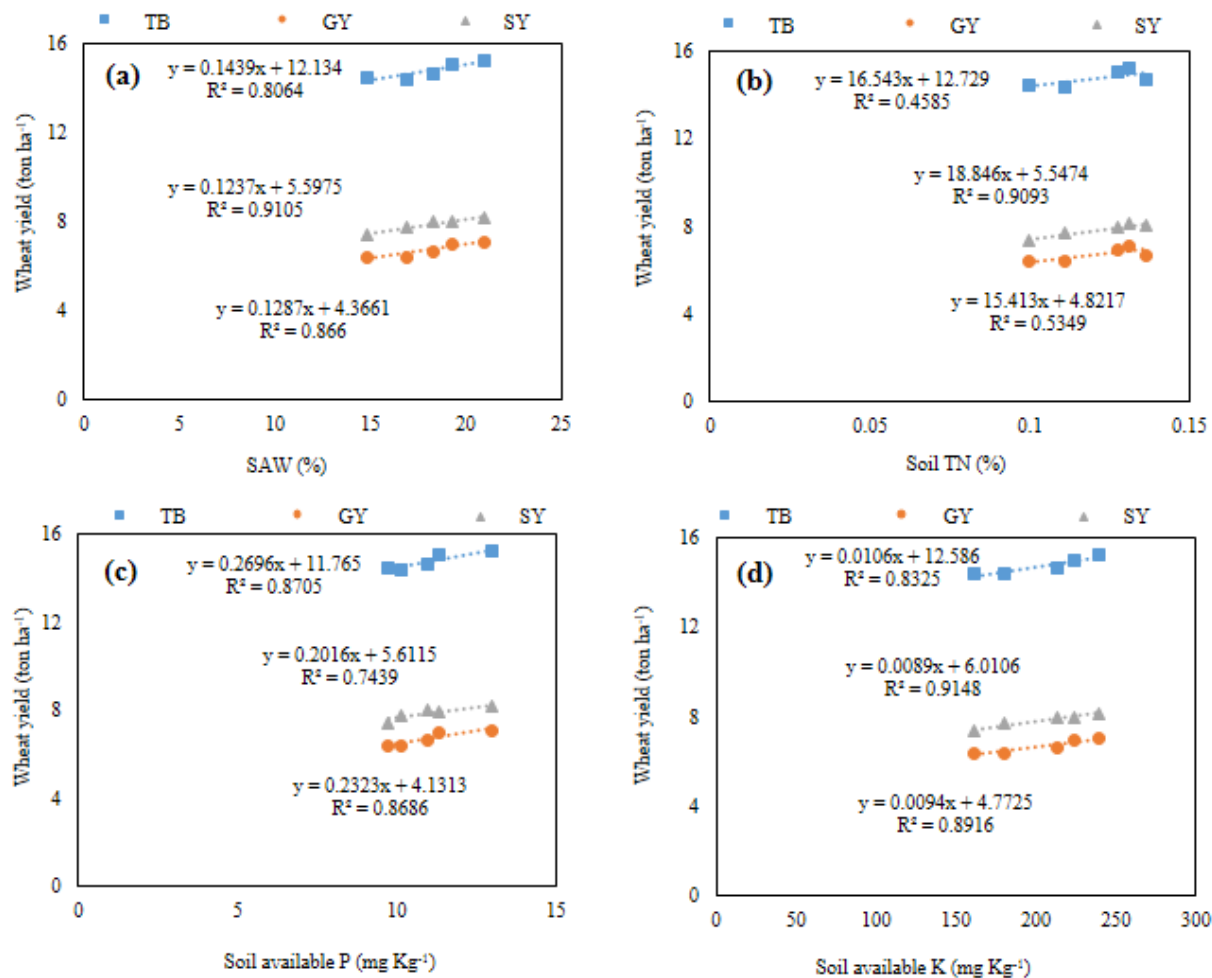 TB GY SY
16
12
8
4
0
(a)
y = 0.1439x + 12.134
R² = 0.8064
y = 0.1237x + 5.5975
R² = 0.9105
y = 0.1287x + 4.3661
R² = 0.866
0 5 10 15 20 25
SAW (%)
Wheat yield (ton ha⁻¹)
TB GY SY
16
12
8
4
0
(b)
y = 16.543x + 12.729
R² = 0.4585
y = 18.846x + 5.5474
R² = 0.9093
y = 15.413x + 4.8217
R² = 0.5349
0 0.05 0.1 0.15
Soil TN (%)
Wheat yield (ton ha⁻¹)
TB GY SY
16
12
8
4
0
(c)
y = 0.2696x + 11.765
R² = 0.8705
y = 0.2016x + 5.6115
R² = 0.7439
y = 0.2323x + 4.1313
R² = 0.8686
0 5 10 15
Soil available P (mg Kg⁻¹)
Wheat yield (ton ha⁻¹)
TB GY SY
16
12
8
4
0
(d)
y = 0.0106x + 12.586
R² = 0.8325
y = 0.0089x + 6.0106
R² = 0.9148
y = 0.0094x + 4.7725
R² = 0.8916
0 50 100 150 200 250 300
Soil available K (mg Kg⁻¹)
Wheat yield (ton ha⁻¹)